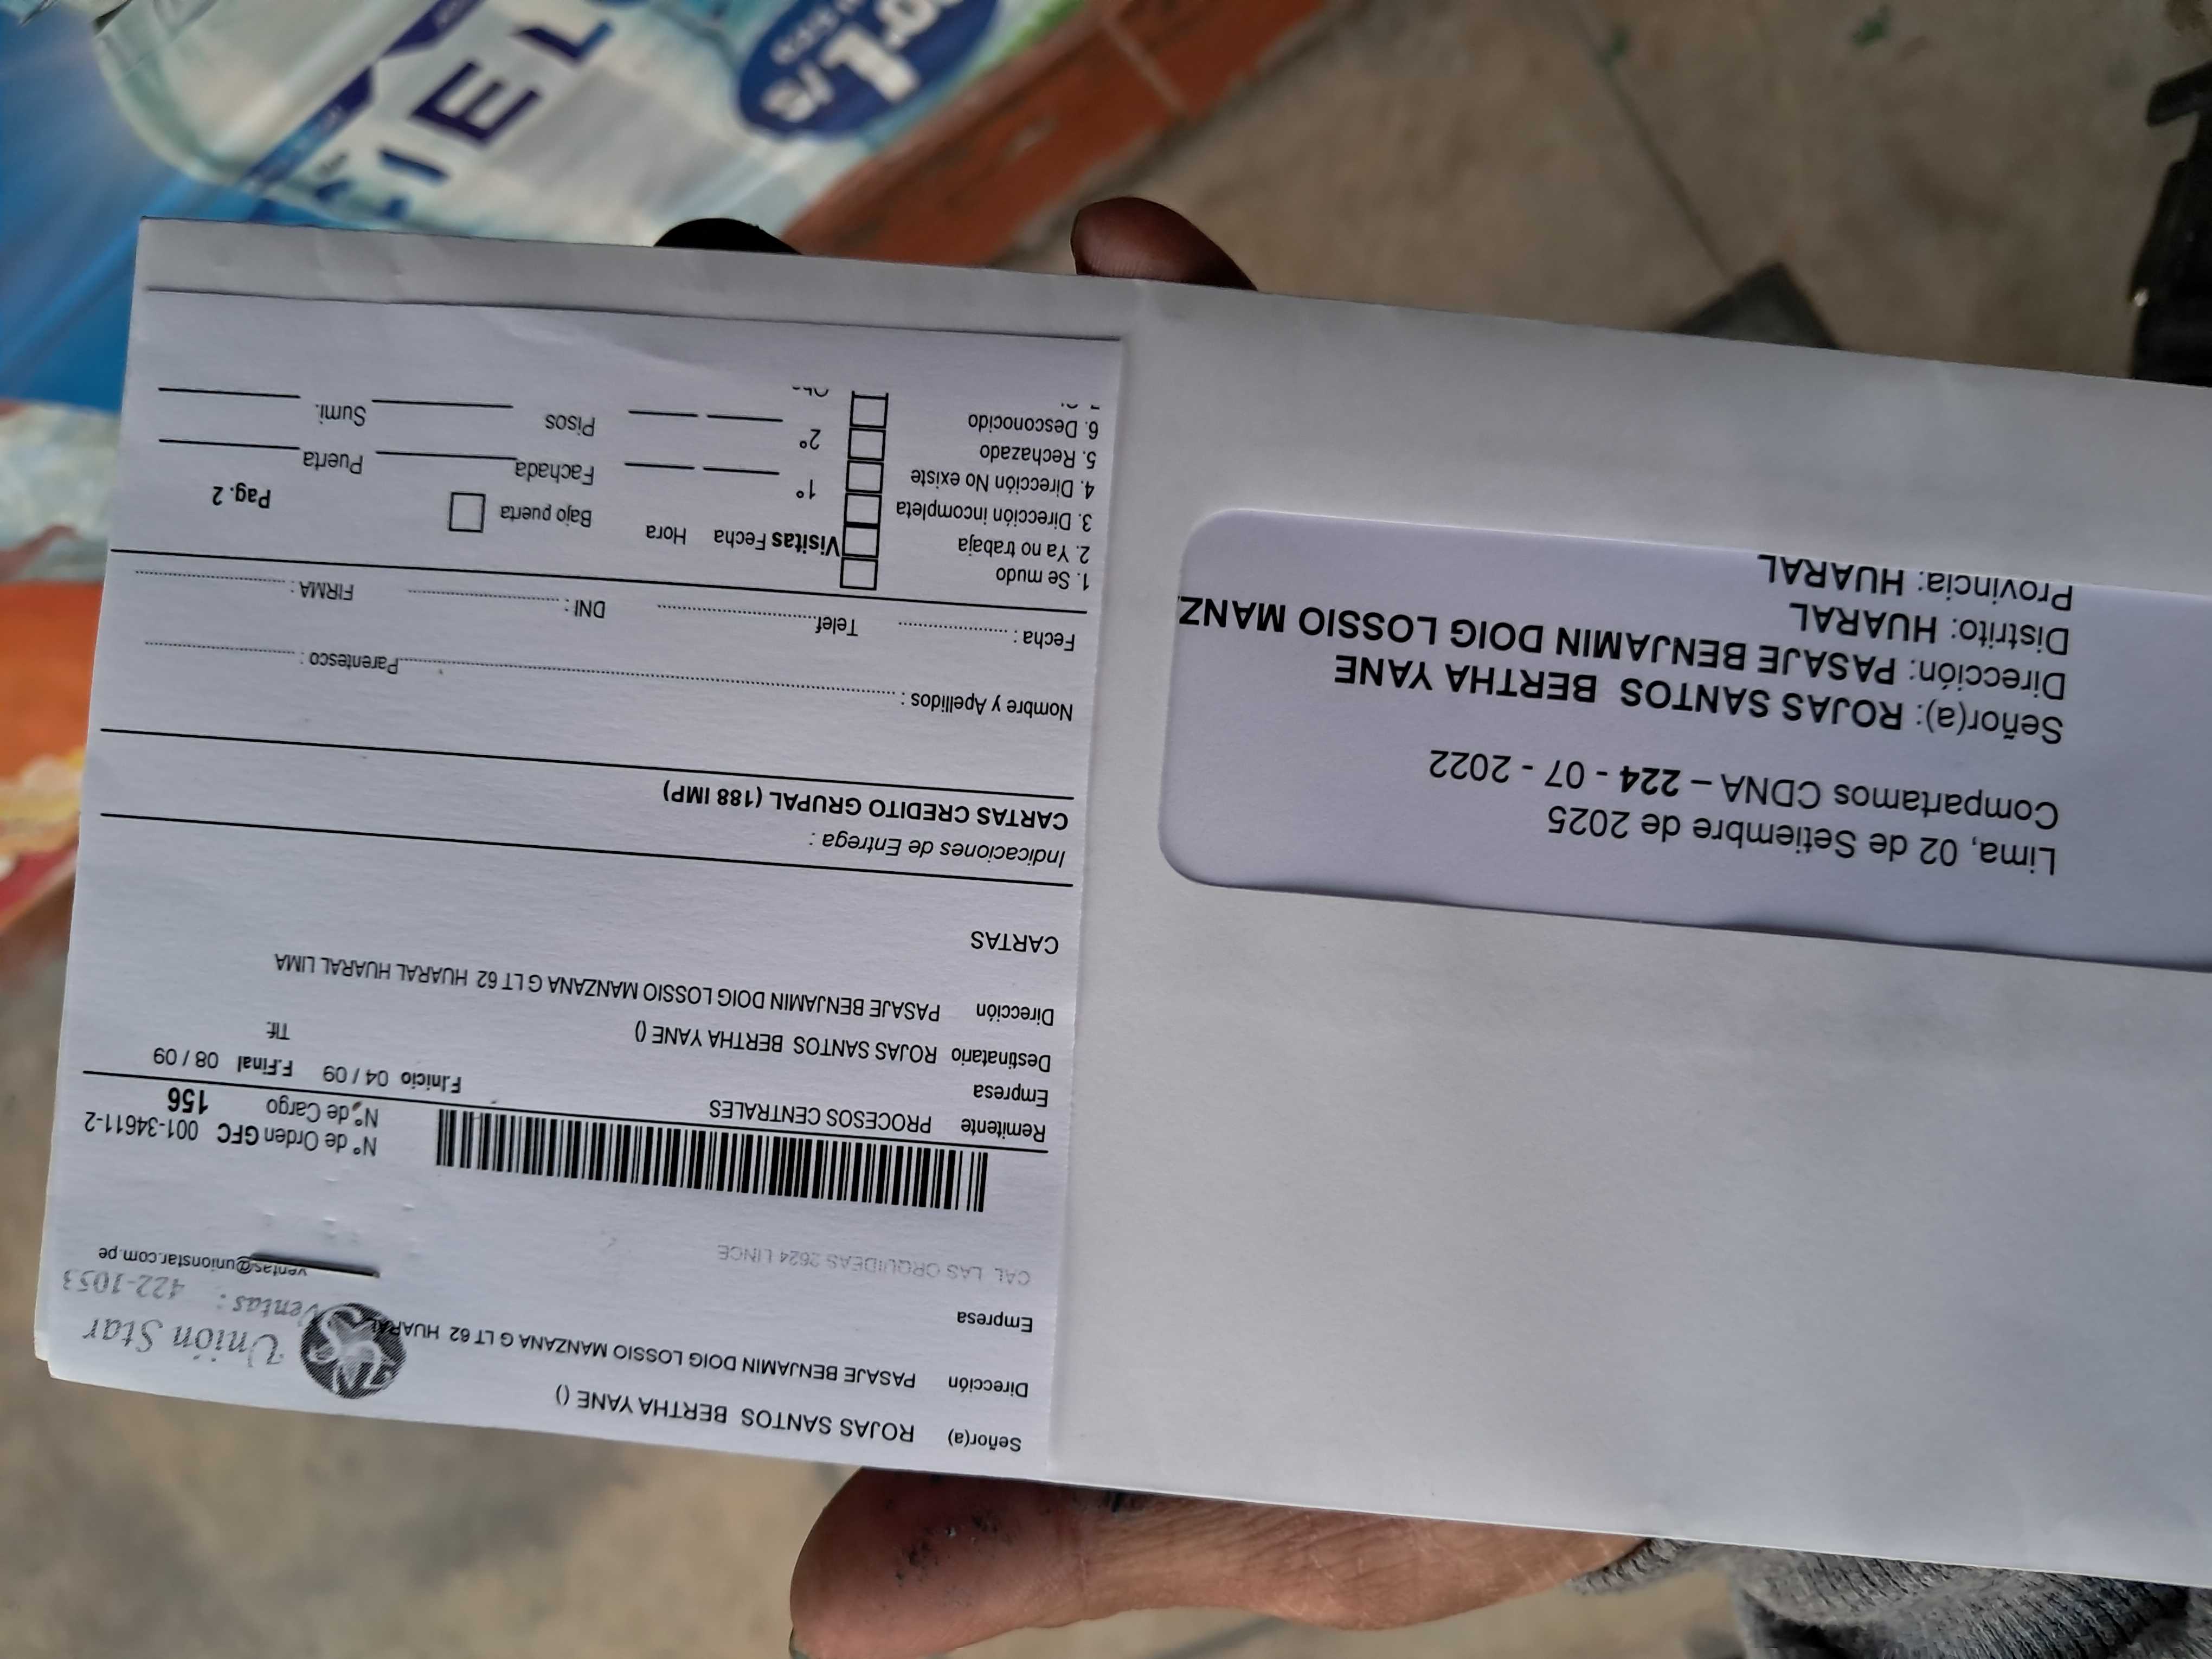 Señor(a) ROJAS SANTOS BERTHA YANE ()
Dirección PASAJE BENJAMIN DOIG LOSSIO MANZANA G LT 62 HUARAL
Empresa
Unión Star
Ventas: 422-1053
ventas@unionstar.com.pe
CAL LAS ORQUIDEAS 2624 LINCE
N° de Orden GFC 001-34611-2
N° de Cargo 156
Remitente PROCESOS CENTRALES
Empresa
F.Inicio 04 / 09 F.Final 08 / 09
Destinatario ROJAS SANTOS BERTHA YANE ()
Tlf:
Dirección PASAJE BENJAMIN DOIG LOSSIO MANZANA G LT 62 HUARAL HUARAL LIMA
CARTAS
Indicaciones de Entrega :
CARTAS CREDITO GRUPAL (188 IMP)
Nombre y Apellidos : Parentesco :
Fecha : Telef. DNI : FIRMA :
1. Se mudo
2. Ya no trabaja
3. Dirección incompleta
4. Dirección No existe
5. Rechazado
6. Desconocido
Visitas Fecha Hora
1°
2°
Bajo puerta
Pag. 2
Fachada Puerta
Pisos Sumi.
Lima, 02 de Setiembre de 2025
Compartamos CDNA – 224 - 07 - 2022
Señor(a): ROJAS SANTOS BERTHA YANE
Dirección: PASAJE BENJAMIN DOIG LOSSIO MANZ
Distrito: HUARAL
Provincia: HUARAL
CIEL
S/1.00